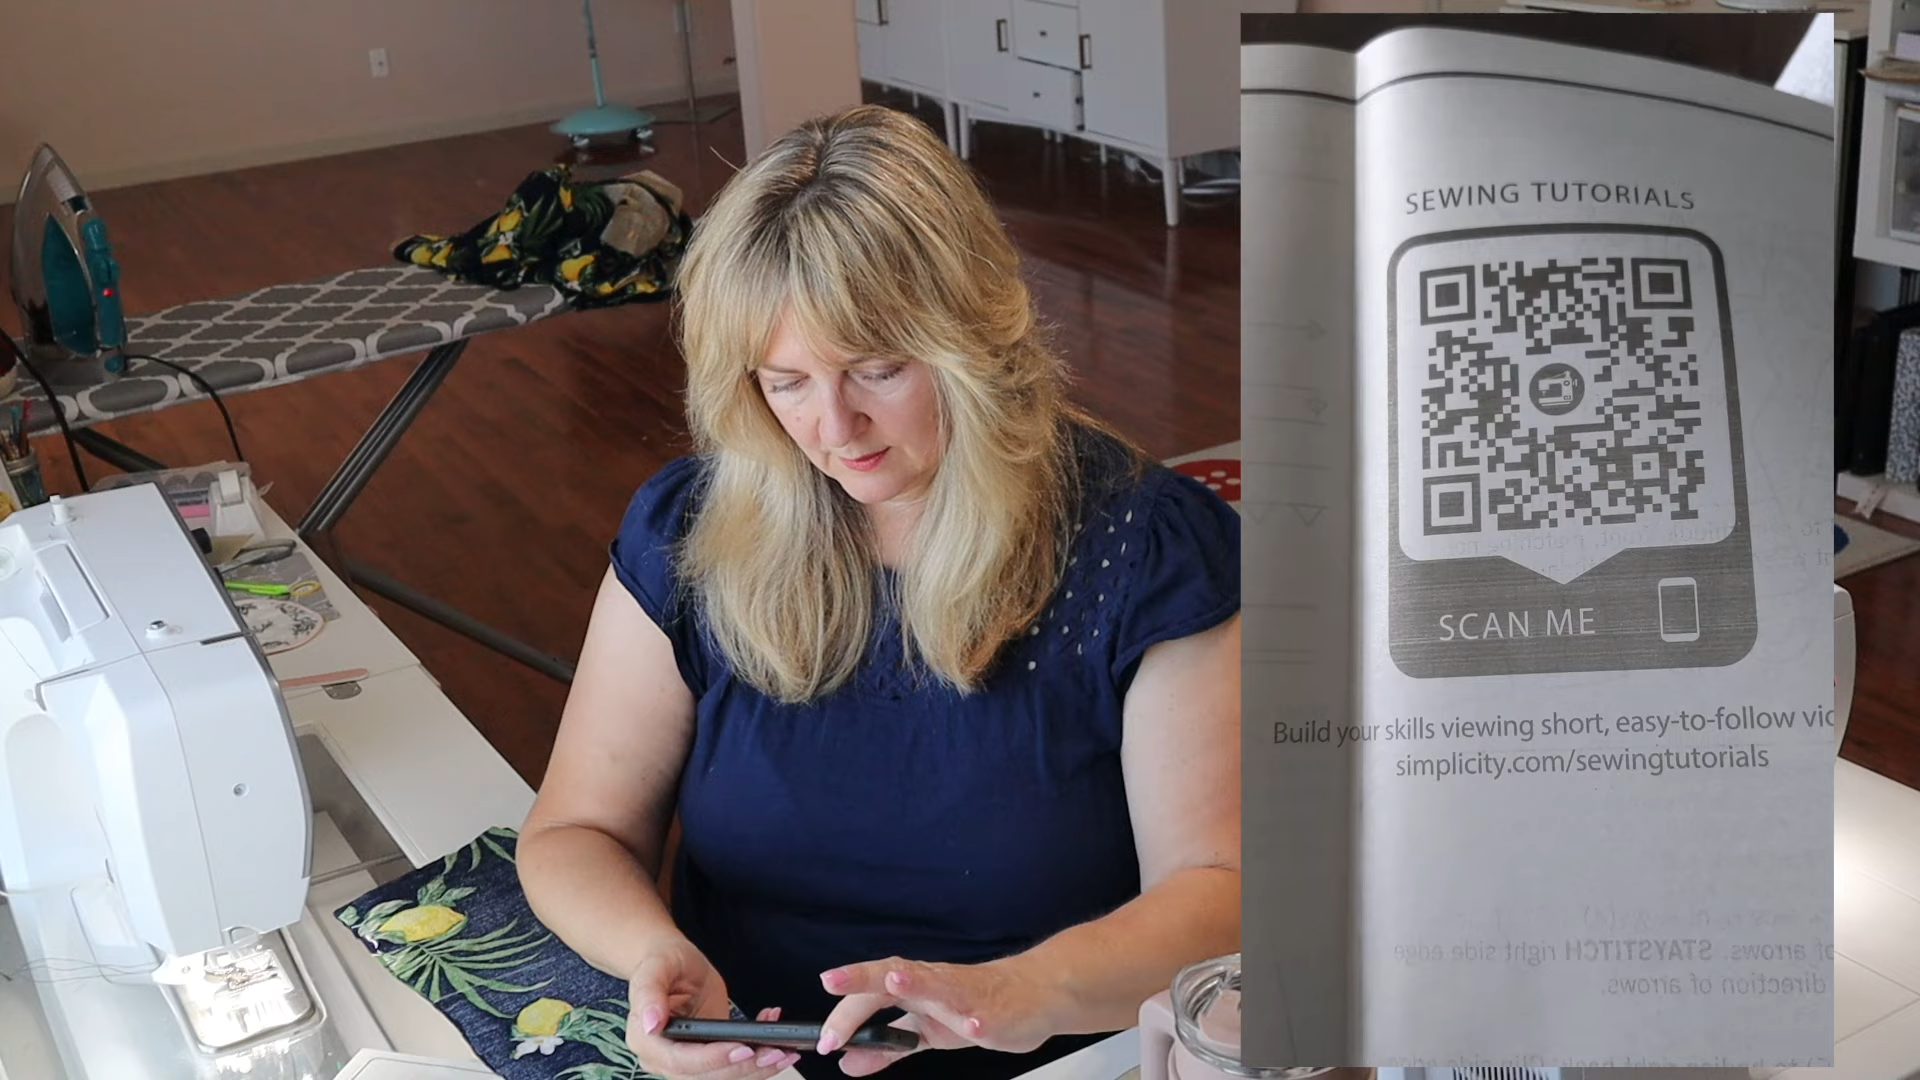 SEWING TUTORIALS
SCAN ME
Build your skills viewing short, easy-to-follow
simplicity.com/sewingtutorials
of arrows. STAYSTITCH right side edge
direction of arrows.